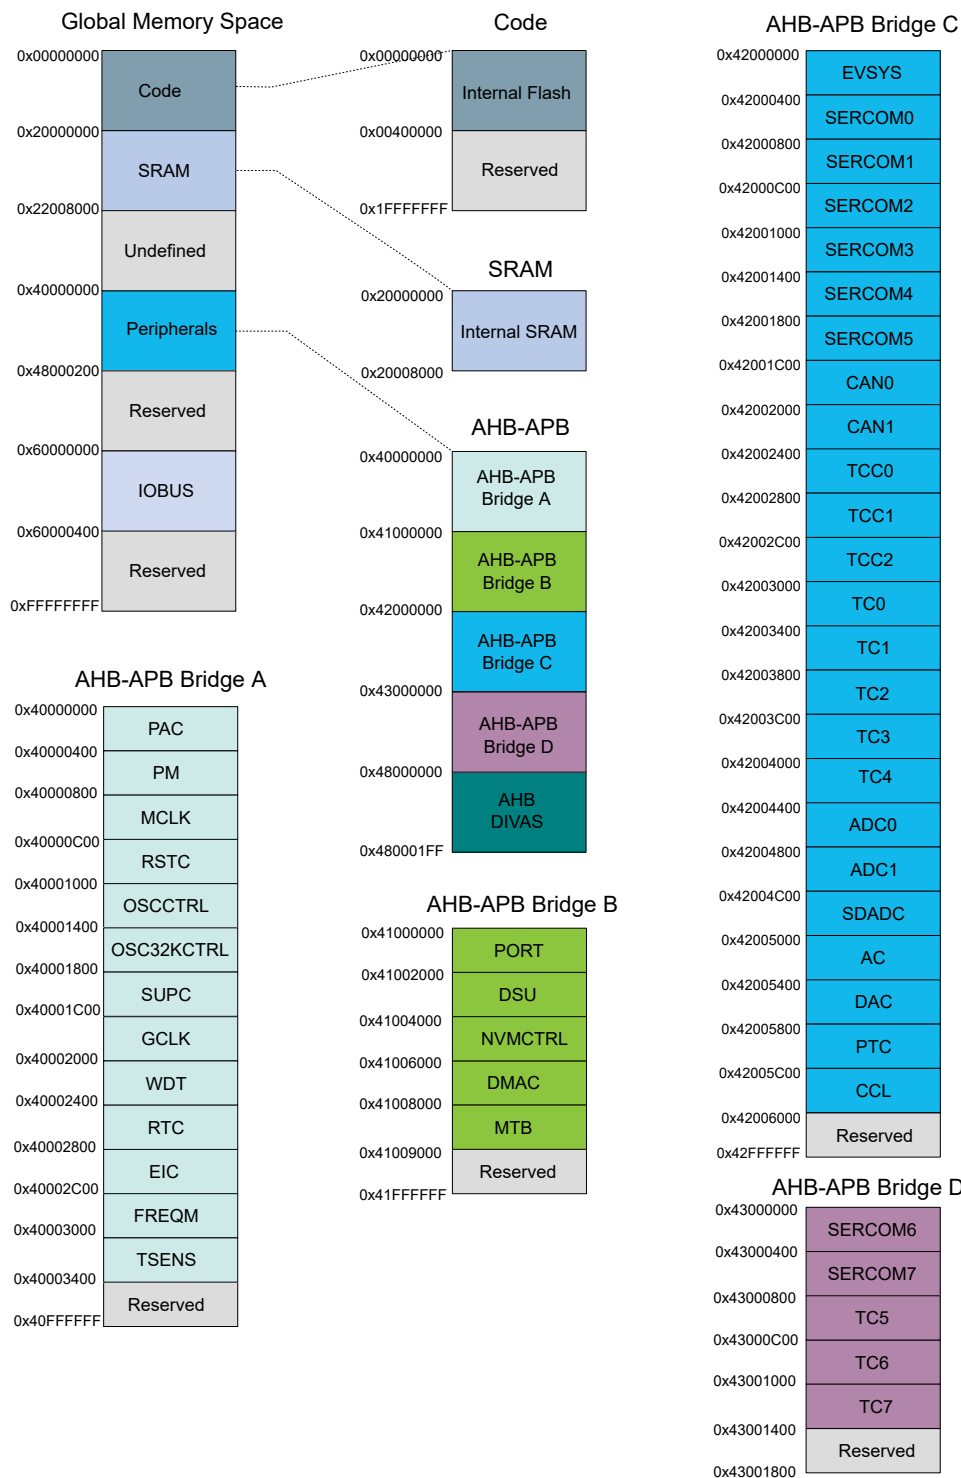 Global Memory Space
0x00000000
Code
0x20000000
SRAM
0x22008000
Undefined
0x40000000
Peripherals
0x48000200
Reserved
0x60000000
IOBUS
0x60000400
Reserved
0xFFFFFFFF
Code
0x00000000
Internal Flash
0x00400000
Reserved
0x1FFFFFFF
SRAM
0x20000000
Internal SRAM
0x20008000
AHB-APB
0x40000000
AHB-APB
Bridge A
0x41000000
AHB-APB
Bridge B
0x42000000
AHB-APB
Bridge C
0x43000000
AHB-APB
Bridge D
0x48000000
AHB
DIVAS
0x480001FF
AHB-APB Bridge A
0x40000000
PAC
0x40000400
PM
0x40000800
MCLK
0x40000C00
RSTC
0x40001000
OSCCTRL
0x40001400
OSC32KCTRL
0x40001800
SUPC
0x40001C00
GCLK
0x40002000
WDT
0x40002400
RTC
0x40002800
EIC
0x40002C00
FREQM
0x40003000
TSENS
0x40003400
Reserved
0x40FFFFFF
AHB-APB Bridge B
0x41000000
PORT
0x41002000
DSU
0x41004000
NVMCTRL
0x41006000
DMAC
0x41008000
MTB
0x41009000
Reserved
0x41FFFFFF
AHB-APB Bridge C
0x42000000
EVSYS
0x42000400
SERCOM0
0x42000800
SERCOM1
0x42000C00
SERCOM2
0x42001000
SERCOM3
0x42001400
SERCOM4
0x42001800
SERCOM5
0x42001C00
CAN0
0x42002000
CAN1
0x42002400
TCC0
0x42002800
TCC1
0x42002C00
TCC2
0x42003000
TC0
0x42003400
TC1
0x42003800
TC2
0x42003C00
TC3
0x42004000
TC4
0x42004400
ADC0
0x42004800
ADC1
0x42004C00
SDADC
0x42005000
AC
0x42005400
DAC
0x42005800
PTC
0x42005C00
CCL
0x42006000
Reserved
0x42FFFFFF
AHB-APB Bridge D
0x43000000
SERCOM6
0x43000400
SERCOM7
0x43000800
TC5
0x43000C00
TC6
0x43001000
TC7
0x43001400
Reserved
0x43001800